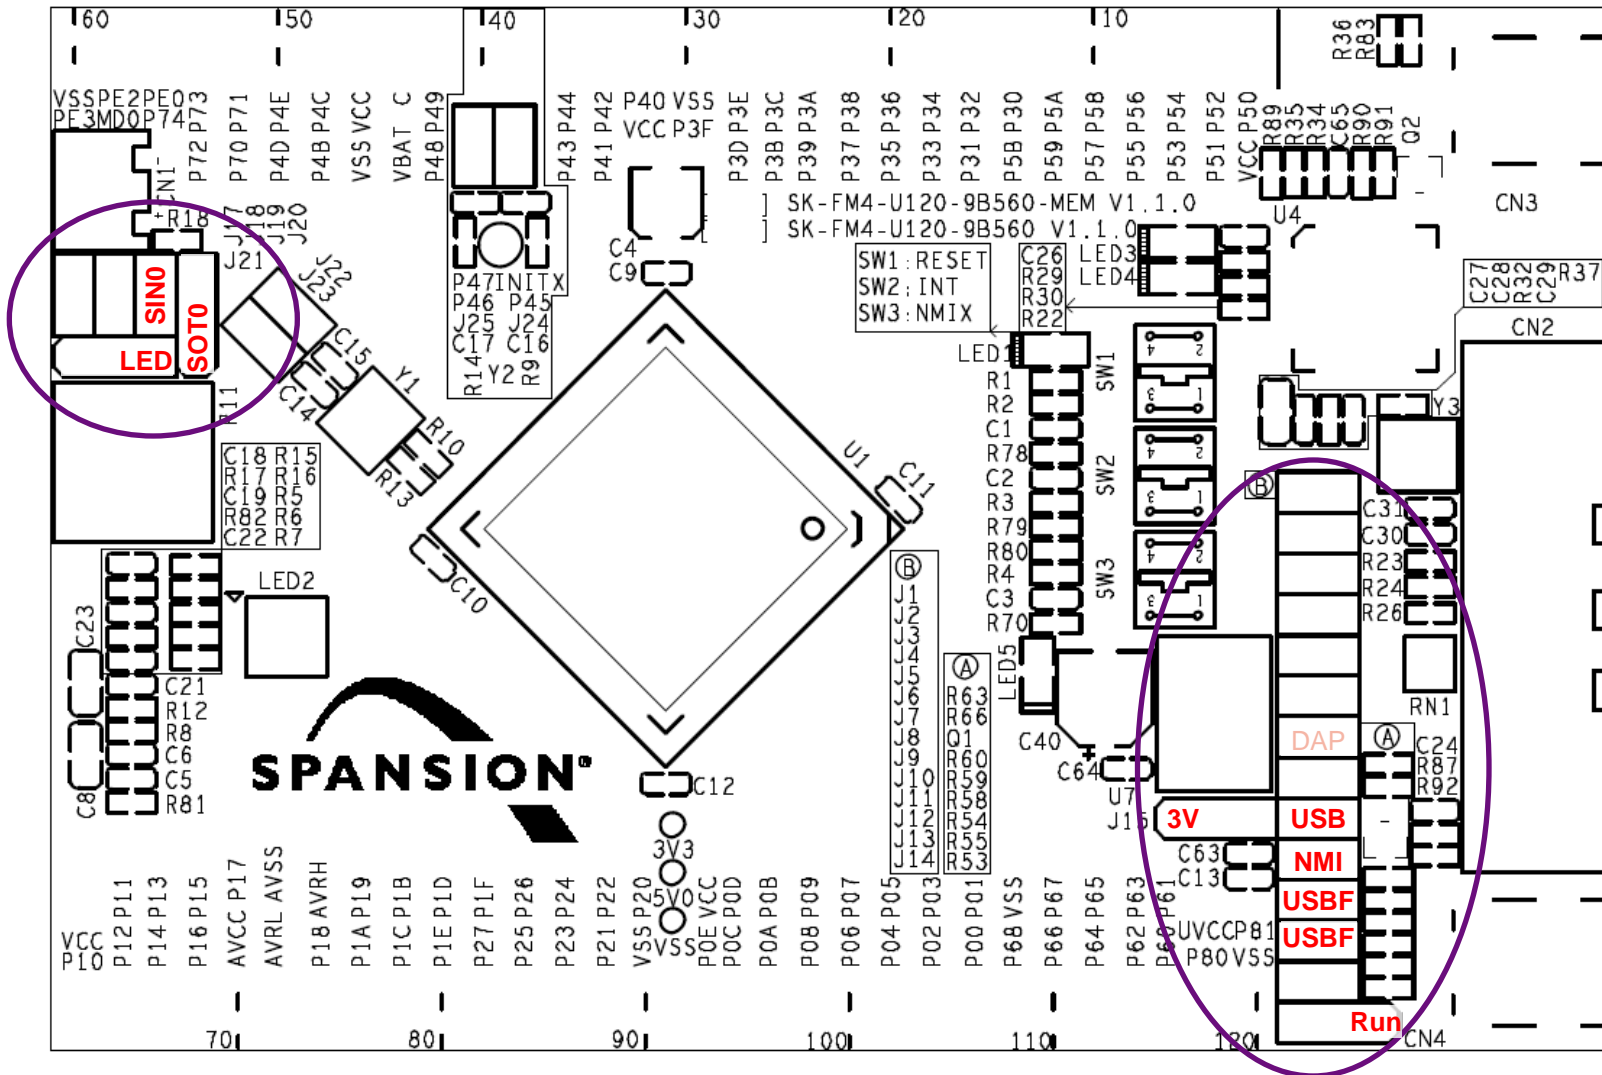 60 50 40 30 20 10
R36
R83
VSSPE2PE0
PE3MD0P74
P72 P73
P70 P71
P4D P4E
P4B P4C
VSS VCC
VBAT C
P48 P49
P43 P44
P41 P42
P40 VSS
VCC P3F
P3D P3E
P3B P3C
P39 P3A
P37 P38
P35 P36
P33 P34
P31 P32
P5B P30
P59 P5A
P57 P58
P55 P56
P53 P54
P51 P52
VCC P50
R89
R35
R34
C65
R90
R91
Q2
CN1
R18
J17
J18
J19
J20
J21
J22
J23
SIN0
SOT0
LED
R11
C15
C14
Y1
R10
R13
P47INITX
P46 P45
J25 J24
C17 C16
R14 Y2 R9
C4
C9
[ ] SK-FM4-U120-9B560-MEM V1.1.0
[ ] SK-FM4-U120-9B560 V1.1.0
SW1:RESET
SW2:INT
SW3:NMIX
C26
R29
R30
R22
LED3
LED4
U4
CN3
C27
C28
R32
C29
R37
CN2
LED1
R1
R2
C1
R78
C2
R3
R79
R80
R4
C3
R70
SW1
4 2
3 1
SW2
3 1
SW3
4 2
3 1
Y3
U1
C11
C10
C12
C18 R15
R17 R16
C19 R5
R82 R6
C22 R7
LED2
C23
C21
R12
R8
C6
C5
R81
C8
SPANSION®
3V3
5V0
VSS
B
J1
J2
J3
J4
J5
J6
J7
J8
J9
J10
J11
J12
J13
J14
A
R63
R66
Q1
R60
R59
R58
R54
R55
R53
LED5
C40
C64
U7
J15
3V
B
C31
C30
R23
R24
R26
RN1
DAP
A
C24
R87
R92
USB
NMI
USBF
USBF
Run
C63
C13
CN4
VCC
P10
P12 P11
P14 P13
P16 P15
AVCC P17
AVRL AVSS
P18 AVRH
P1A P19
P1C P1B
P1E P1D
P27 P1F
P25 P26
P23 P24
P21 P22
VSS P20
P0E VCC
P0C P0D
P0A P0B
P08 P09
P06 P07
P04 P05
P02 P03
P00 P01
P68 VSS
P66 P67
P64 P65
P62 P63
P61
UVCCP81
P80VSS
70 80 90 100 110 120